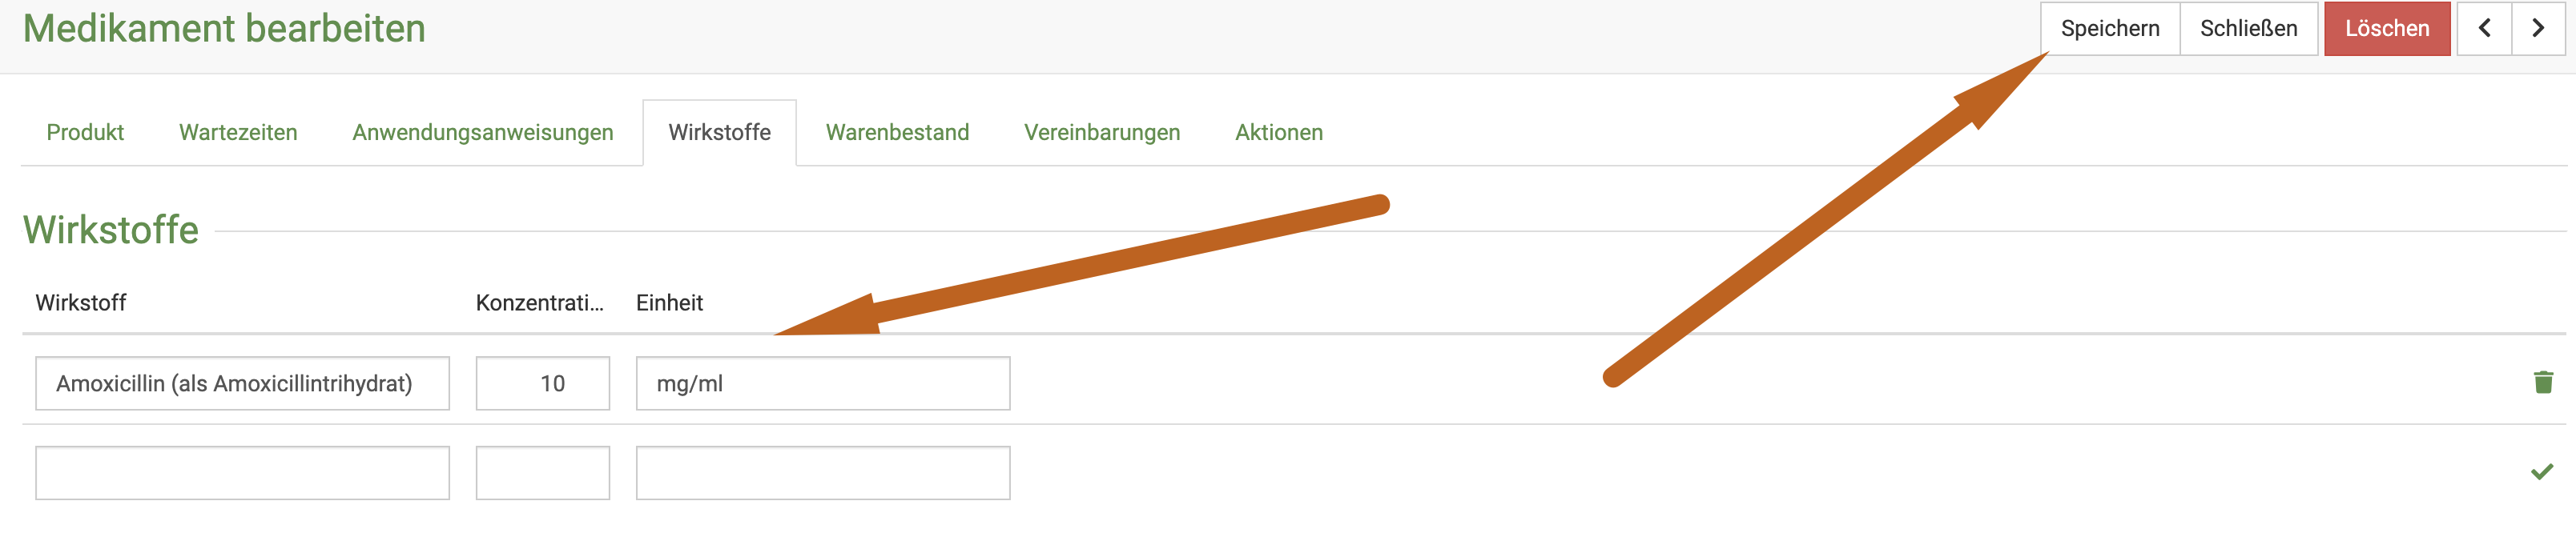 Medikament bearbeiten
Speichern Schließen Löschen
Produkt Wartezeiten Anwendungsanweisungen Wirkstoffe Warenbestand Vereinbarungen Aktionen
Wirkstoffe
Wirkstoff Konzentrati... Einheit
Amoxicillin (als Amoxicillintrihydrat) 10 mg/ml